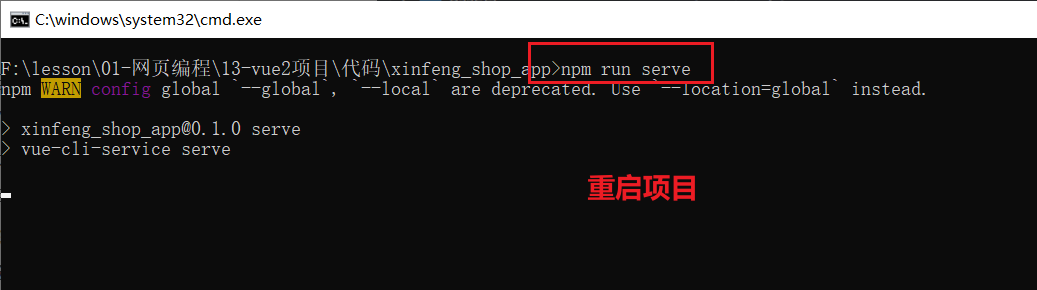 C:\windows\system32\cmd.exe
F:\lesson\01-网页编程\13-vue2项目\代码\xinfeng_shop_app>npm run serve
npm WARN config global `--global`, `--local` are deprecated. Use `--location=global` instead.
> xinfeng_shop_app@0.1.0 serve
> vue-cli-service serve
重启项目